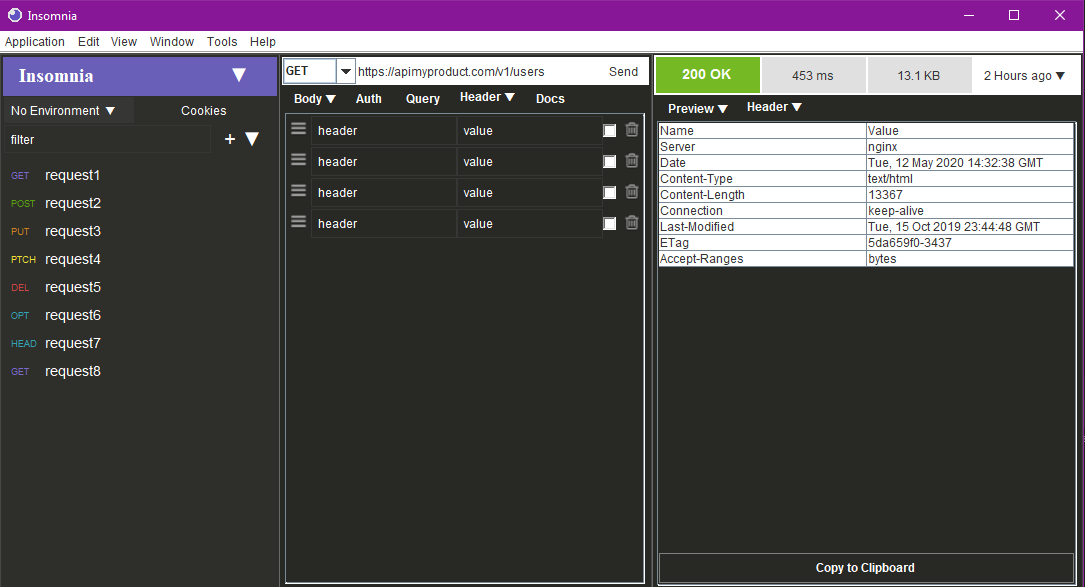 Insomnia
Application Edit View Window Tools Help
Insomnia
No Environment Cookies
filter +
GET request1
POST request2
PUT request3
PTCH request4
DEL request5
OPT request6
HEAD request7
GET request8
GET https://apimyproduct.com/v1/users Send
Body Auth Query Header Docs
header value
header value
header value
header value
200 OK 453 ms 13.1 KB 2 Hours ago
Preview Header
Name Value
Server nginx
Date Tue, 12 May 2020 14:32:38 GMT
Content-Type text/html
Content-Length 13367
Connection keep-alive
Last-Modified Tue, 15 Oct 2019 23:44:48 GMT
ETag 5da659f0-3437
Accept-Ranges bytes
Copy to Clipboard